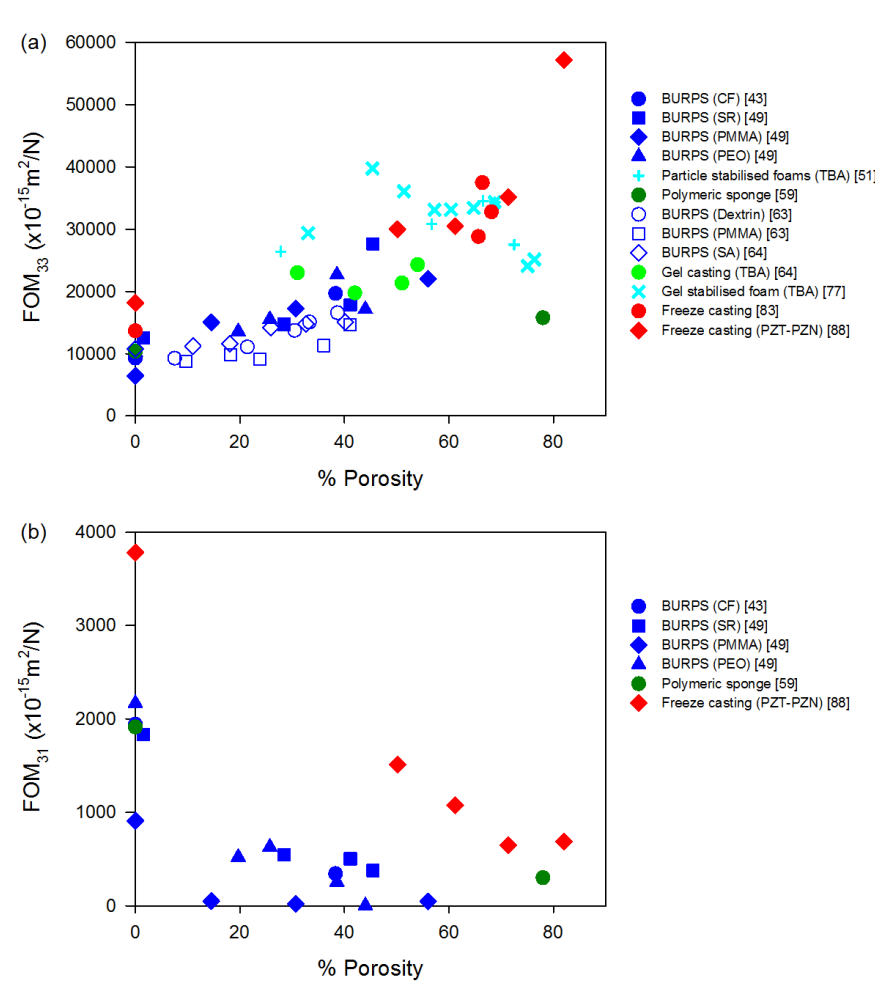 (a)
60000
50000
40000
30000
20000
10000
0
FOM33 (x10-15m2/N)
0 20 40 60 80
% Porosity
BURPS (CF) [43]
BURPS (SR) [49]
BURPS (PMMA) [49]
BURPS (PEO) [49]
Particle stabilised foams (TBA) [51]
Polymeric sponge [59]
BURPS (Dextrin) [63]
BURPS (PMMA) [63]
BURPS (SA) [64]
Gel casting (TBA) [64]
Gel stabilised foam (TBA) [77]
Freeze casting [83]
Freeze casting (PZT-PZN) [88]
(b)
4000
3000
2000
1000
0
FOM31 (x10-15m2/N)
0 20 40 60 80
% Porosity
BURPS (CF) [43]
BURPS (SR) [49]
BURPS (PMMA) [49]
BURPS (PEO) [49]
Polymeric sponge [59]
Freeze casting (PZT-PZN) [88]